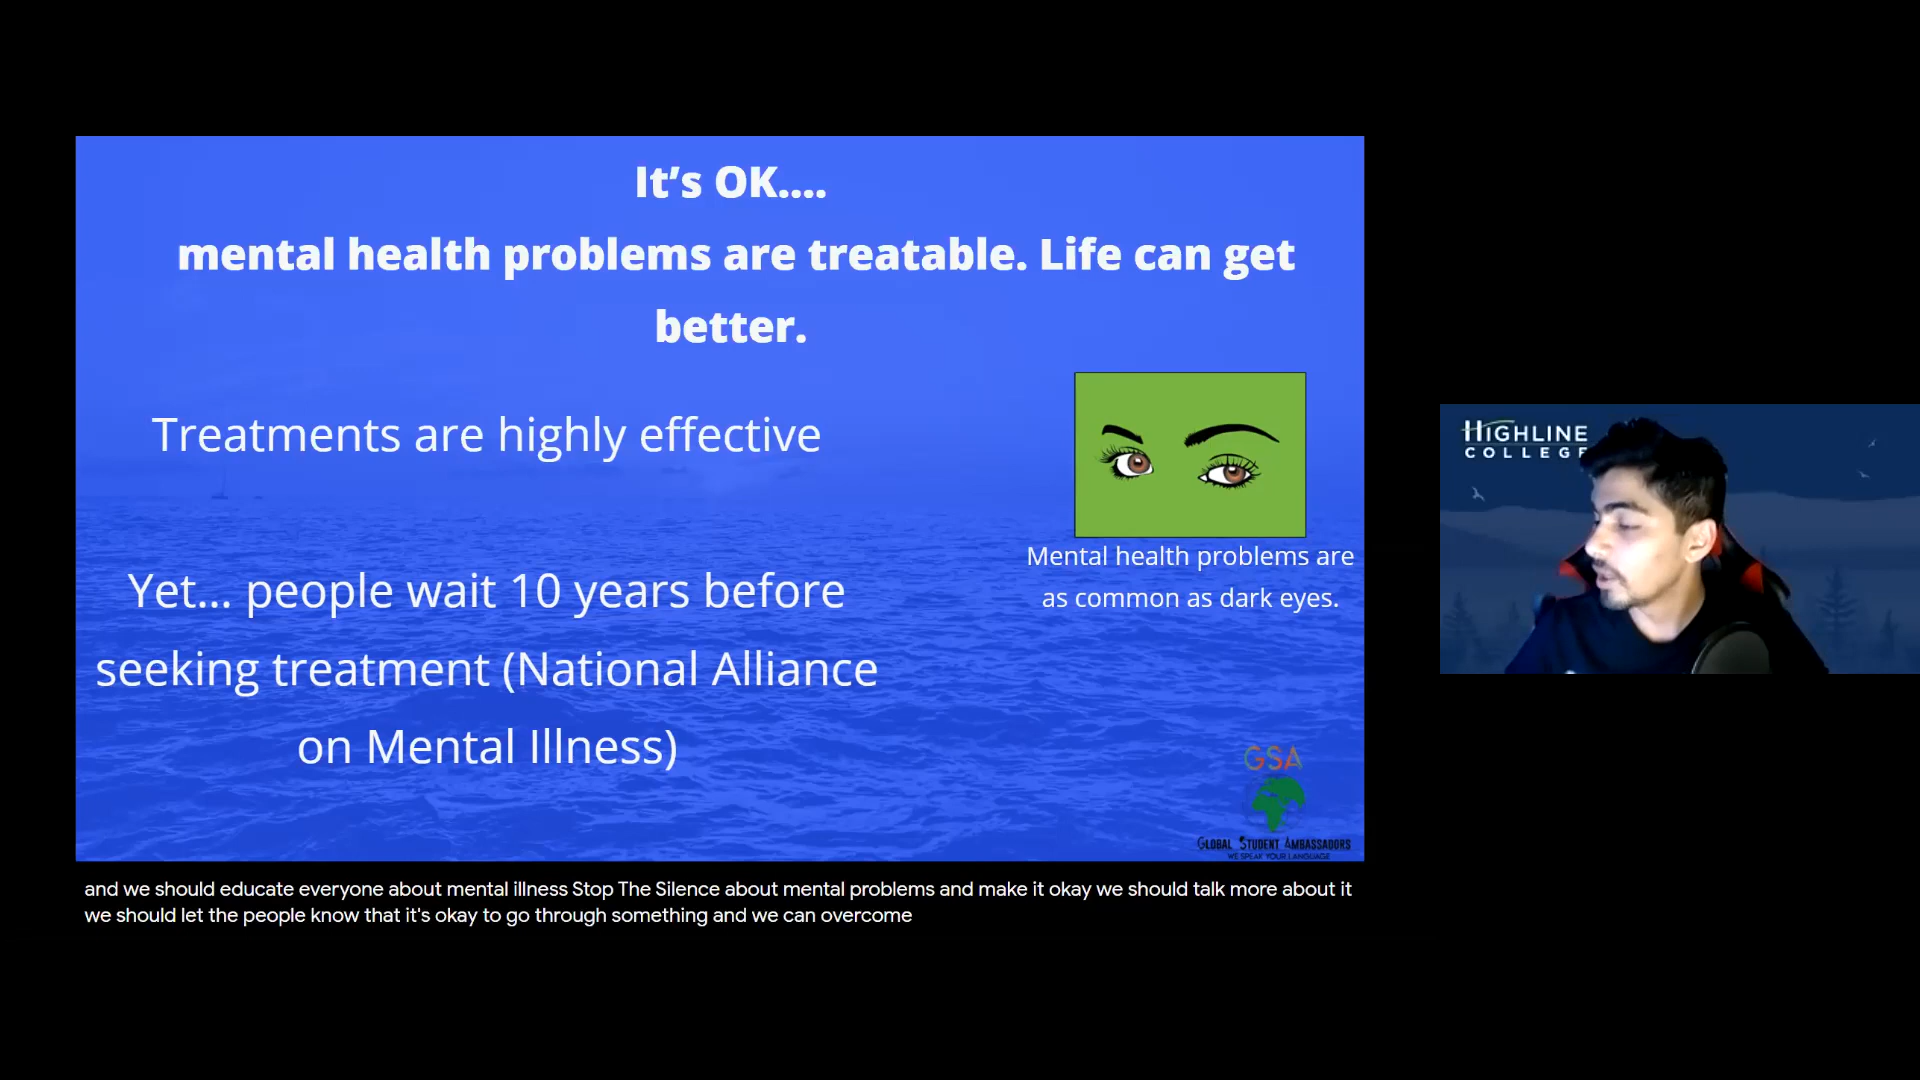 It’s OK....
mental health problems are treatable. Life can get
better.
Treatments are highly effective
Yet... people wait 10 years before
seeking treatment (National Alliance
on Mental Illness)
Mental health problems are
as common as dark eyes.
GSA
GLOBAL STUDENT AMBASSADORS
WE SPEAK YOUR LANGUAGE
HIGHLINE
COLLEGE
and we should educate everyone about mental illness Stop The Silence about mental problems and make it okay we should talk more about it
we should let the people know that it's okay to go through something and we can overcome